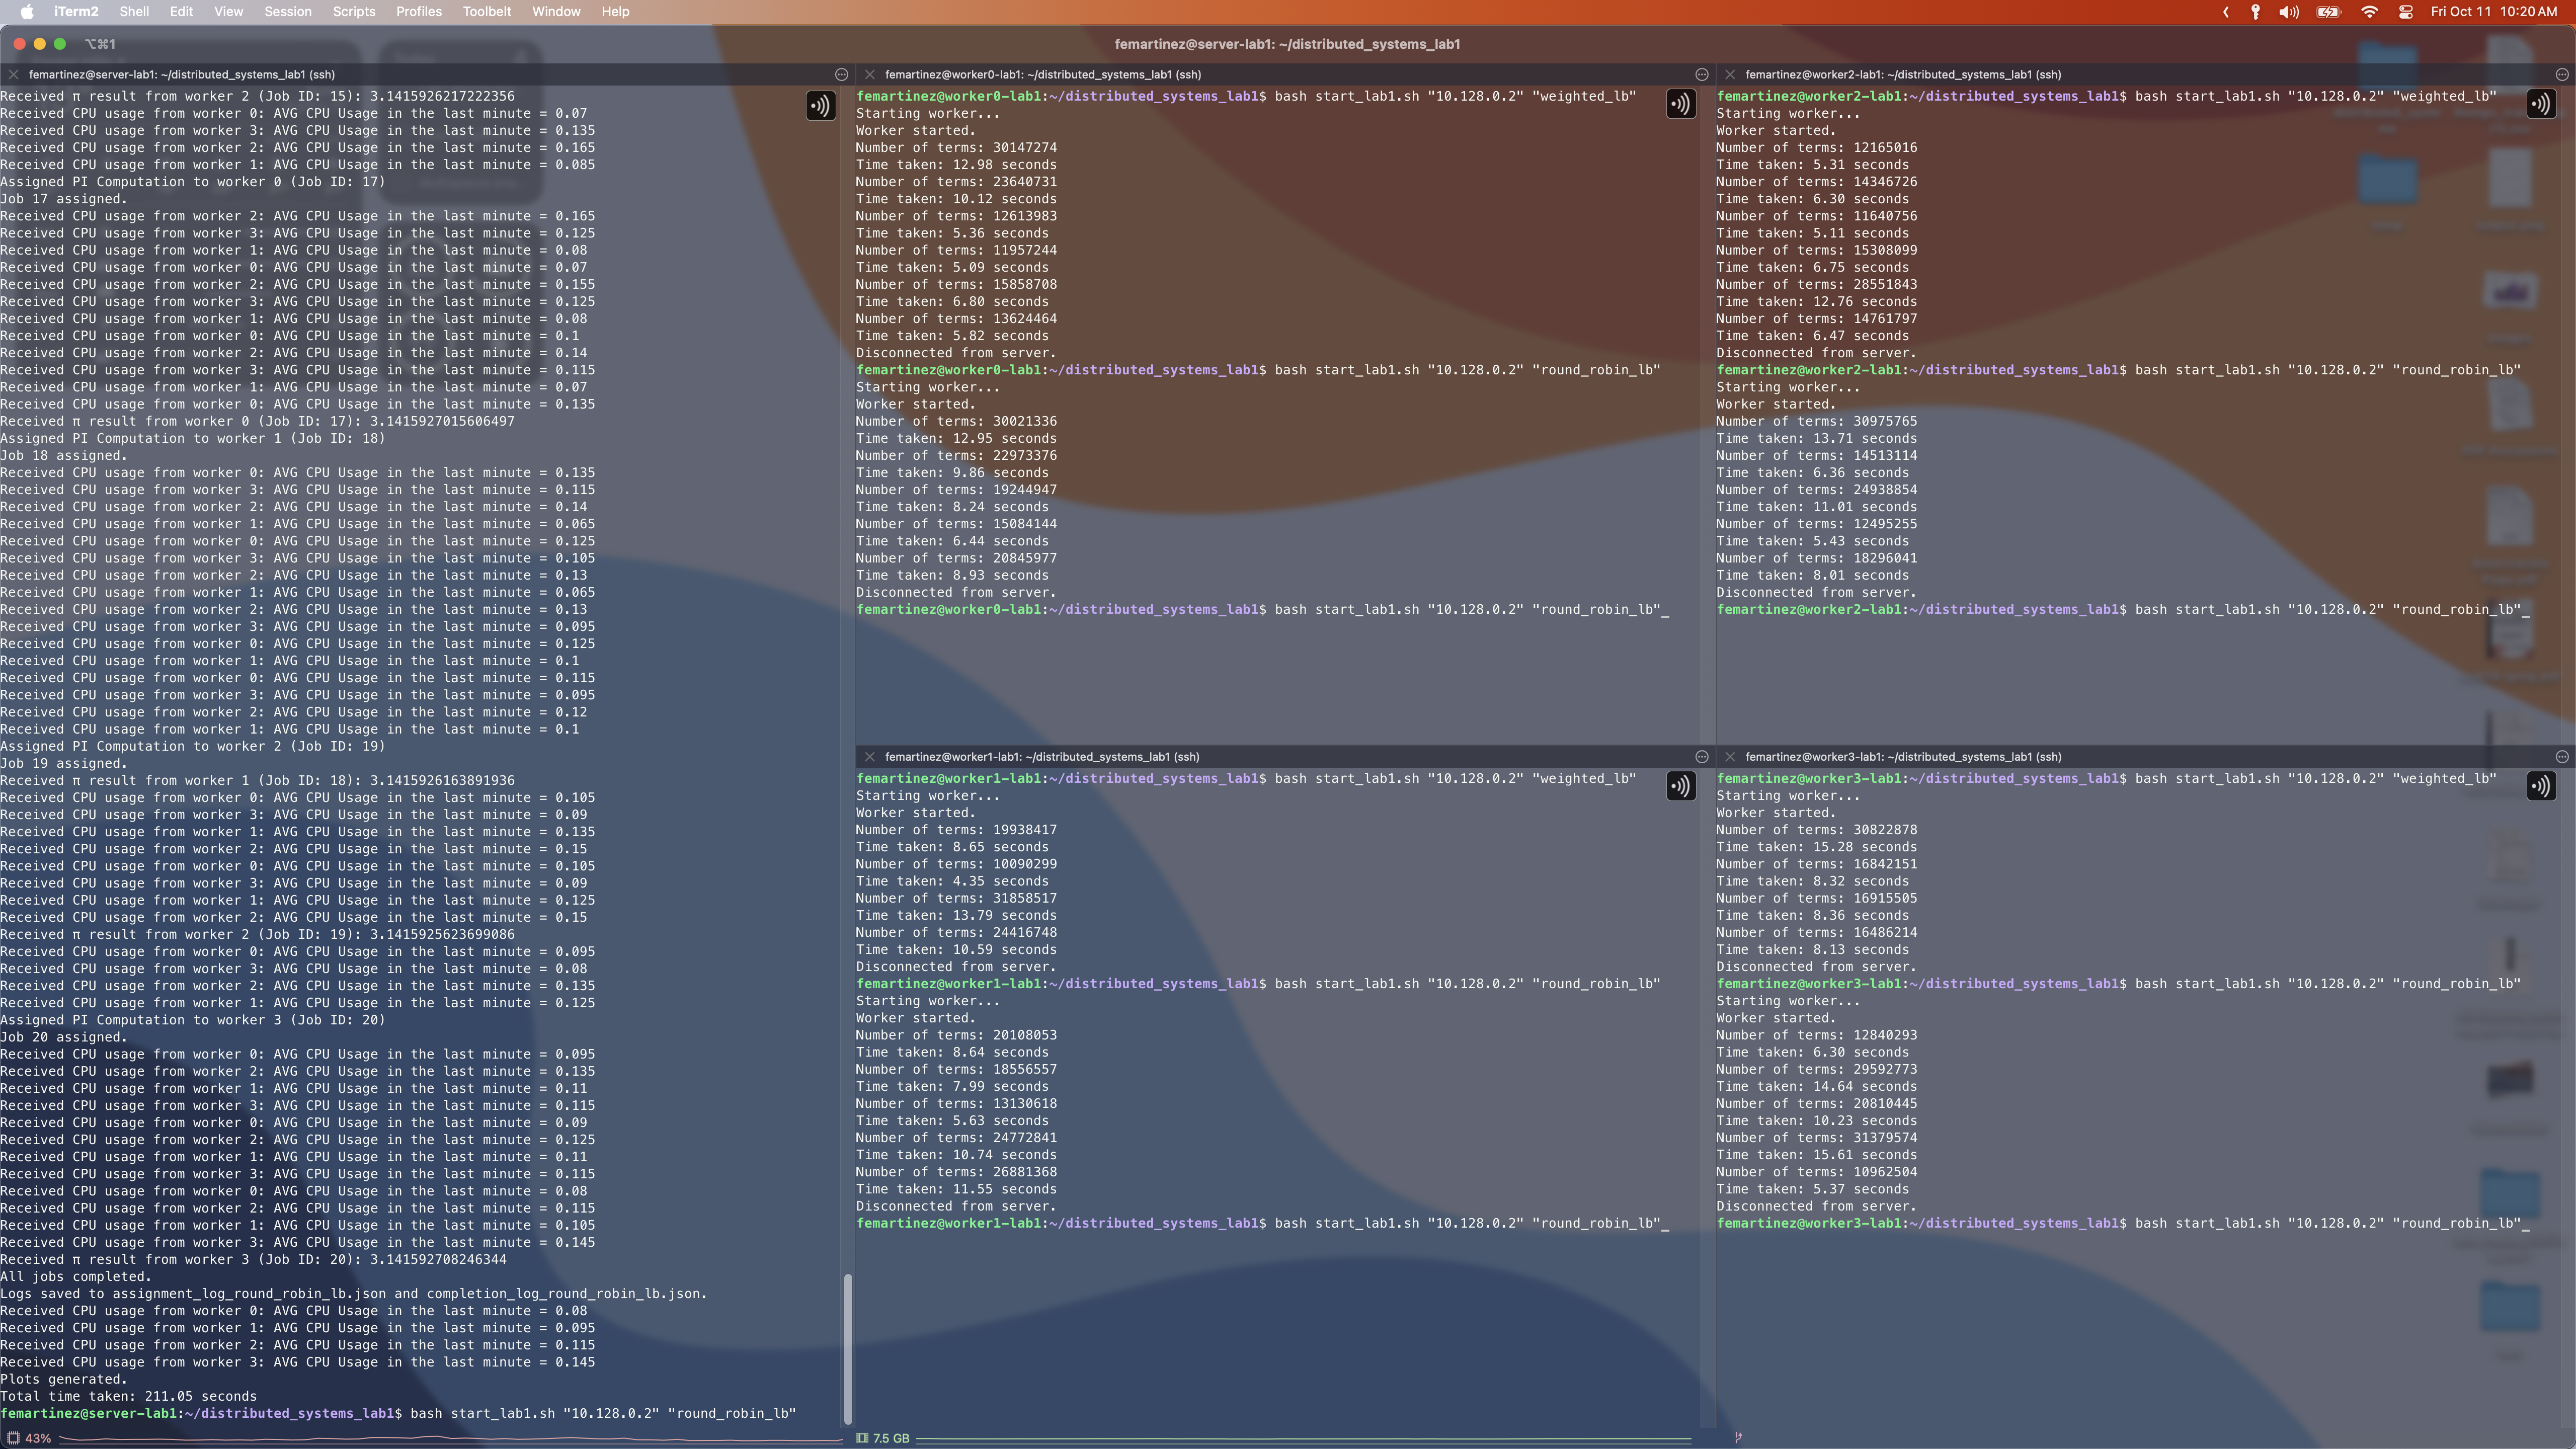 iTerm2 Shell Edit View Session Scripts Profiles Toolbelt Window Help Fri Oct 11 10:20 AM
⌥⌘1 femartinez@server-lab1: ~/distributed_systems_lab1
femartinez@server-lab1: ~/distributed_systems_lab1 (ssh)
Received π result from worker 2 (Job ID: 15): 3.1415926217222356
Received CPU usage from worker 0: AVG CPU Usage in the last minute = 0.07
Received CPU usage from worker 3: AVG CPU Usage in the last minute = 0.135
Received CPU usage from worker 2: AVG CPU Usage in the last minute = 0.165
Received CPU usage from worker 1: AVG CPU Usage in the last minute = 0.085
Assigned PI Computation to worker 0 (Job ID: 17)
Job 17 assigned.
Received CPU usage from worker 2: AVG CPU Usage in the last minute = 0.165
Received CPU usage from worker 3: AVG CPU Usage in the last minute = 0.125
Received CPU usage from worker 1: AVG CPU Usage in the last minute = 0.08
Received CPU usage from worker 0: AVG CPU Usage in the last minute = 0.07
Received CPU usage from worker 2: AVG CPU Usage in the last minute = 0.155
Received CPU usage from worker 3: AVG CPU Usage in the last minute = 0.125
Received CPU usage from worker 1: AVG CPU Usage in the last minute = 0.08
Received CPU usage from worker 0: AVG CPU Usage in the last minute = 0.1
Received CPU usage from worker 2: AVG CPU Usage in the last minute = 0.14
Received CPU usage from worker 3: AVG CPU Usage in the last minute = 0.115
Received CPU usage from worker 1: AVG CPU Usage in the last minute = 0.07
Received CPU usage from worker 0: AVG CPU Usage in the last minute = 0.135
Received π result from worker 0 (Job ID: 17): 3.1415927015606497
Assigned PI Computation to worker 1 (Job ID: 18)
Job 18 assigned.
Received CPU usage from worker 0: AVG CPU Usage in the last minute = 0.135
Received CPU usage from worker 3: AVG CPU Usage in the last minute = 0.115
Received CPU usage from worker 2: AVG CPU Usage in the last minute = 0.14
Received CPU usage from worker 1: AVG CPU Usage in the last minute = 0.065
Received CPU usage from worker 0: AVG CPU Usage in the last minute = 0.125
Received CPU usage from worker 3: AVG CPU Usage in the last minute = 0.105
Received CPU usage from worker 2: AVG CPU Usage in the last minute = 0.13
Received CPU usage from worker 1: AVG CPU Usage in the last minute = 0.065
Received CPU usage from worker 2: AVG CPU Usage in the last minute = 0.13
Received CPU usage from worker 3: AVG CPU Usage in the last minute = 0.095
Received CPU usage from worker 0: AVG CPU Usage in the last minute = 0.125
Received CPU usage from worker 1: AVG CPU Usage in the last minute = 0.1
Received CPU usage from worker 0: AVG CPU Usage in the last minute = 0.115
Received CPU usage from worker 3: AVG CPU Usage in the last minute = 0.095
Received CPU usage from worker 2: AVG CPU Usage in the last minute = 0.12
Received CPU usage from worker 1: AVG CPU Usage in the last minute = 0.1
Assigned PI Computation to worker 2 (Job ID: 19)
Job 19 assigned.
Received π result from worker 1 (Job ID: 18): 3.1415926163891936
Received CPU usage from worker 0: AVG CPU Usage in the last minute = 0.105
Received CPU usage from worker 3: AVG CPU Usage in the last minute = 0.09
Received CPU usage from worker 1: AVG CPU Usage in the last minute = 0.135
Received CPU usage from worker 2: AVG CPU Usage in the last minute = 0.15
Received CPU usage from worker 0: AVG CPU Usage in the last minute = 0.105
Received CPU usage from worker 3: AVG CPU Usage in the last minute = 0.09
Received CPU usage from worker 1: AVG CPU Usage in the last minute = 0.125
Received CPU usage from worker 2: AVG CPU Usage in the last minute = 0.15
Received π result from worker 2 (Job ID: 19): 3.1415925623699086
Received CPU usage from worker 0: AVG CPU Usage in the last minute = 0.095
Received CPU usage from worker 3: AVG CPU Usage in the last minute = 0.08
Received CPU usage from worker 2: AVG CPU Usage in the last minute = 0.135
Received CPU usage from worker 1: AVG CPU Usage in the last minute = 0.125
Assigned PI Computation to worker 3 (Job ID: 20)
Job 20 assigned.
Received CPU usage from worker 0: AVG CPU Usage in the last minute = 0.095
Received CPU usage from worker 2: AVG CPU Usage in the last minute = 0.135
Received CPU usage from worker 1: AVG CPU Usage in the last minute = 0.11
Received CPU usage from worker 3: AVG CPU Usage in the last minute = 0.115
Received CPU usage from worker 0: AVG CPU Usage in the last minute = 0.09
Received CPU usage from worker 2: AVG CPU Usage in the last minute = 0.125
Received CPU usage from worker 1: AVG CPU Usage in the last minute = 0.11
Received CPU usage from worker 3: AVG CPU Usage in the last minute = 0.115
Received CPU usage from worker 0: AVG CPU Usage in the last minute = 0.08
Received CPU usage from worker 2: AVG CPU Usage in the last minute = 0.115
Received CPU usage from worker 1: AVG CPU Usage in the last minute = 0.105
Received CPU usage from worker 3: AVG CPU Usage in the last minute = 0.145
Received π result from worker 3 (Job ID: 20): 3.141592708246344
All jobs completed.
Logs saved to assignment_log_round_robin_lb.json and completion_log_round_robin_lb.json.
Received CPU usage from worker 0: AVG CPU Usage in the last minute = 0.08
Received CPU usage from worker 1: AVG CPU Usage in the last minute = 0.095
Received CPU usage from worker 2: AVG CPU Usage in the last minute = 0.115
Received CPU usage from worker 3: AVG CPU Usage in the last minute = 0.145
Plots generated.
Total time taken: 211.05 seconds
femartinez@server-lab1:~/distributed_systems_lab1$ bash start_lab1.sh "10.128.0.2" "round_robin_lb"
femartinez@worker0-lab1: ~/distributed_systems_lab1 (ssh)
femartinez@worker0-lab1:~/distributed_systems_lab1$ bash start_lab1.sh "10.128.0.2" "weighted_lb"
Starting worker...
Worker started.
Number of terms: 30147274
Time taken: 12.98 seconds
Number of terms: 23640731
Time taken: 10.12 seconds
Number of terms: 12613983
Time taken: 5.36 seconds
Number of terms: 11957244
Time taken: 5.09 seconds
Number of terms: 15858708
Time taken: 6.80 seconds
Number of terms: 13624464
Time taken: 5.82 seconds
Disconnected from server.
femartinez@worker0-lab1:~/distributed_systems_lab1$ bash start_lab1.sh "10.128.0.2" "round_robin_lb"
Starting worker...
Worker started.
Number of terms: 30021336
Time taken: 12.95 seconds
Number of terms: 22973376
Time taken: 9.86 seconds
Number of terms: 19244947
Time taken: 8.24 seconds
Number of terms: 15084144
Time taken: 6.44 seconds
Number of terms: 20845977
Time taken: 8.93 seconds
Disconnected from server.
femartinez@worker0-lab1:~/distributed_systems_lab1$ bash start_lab1.sh "10.128.0.2" "round_robin_lb"_
femartinez@worker2-lab1: ~/distributed_systems_lab1 (ssh)
femartinez@worker2-lab1:~/distributed_systems_lab1$ bash start_lab1.sh "10.128.0.2" "weighted_lb"
Starting worker...
Worker started.
Number of terms: 12165016
Time taken: 5.31 seconds
Number of terms: 14346726
Time taken: 6.30 seconds
Number of terms: 11640756
Time taken: 5.11 seconds
Number of terms: 15308099
Time taken: 6.75 seconds
Number of terms: 28551843
Time taken: 12.76 seconds
Number of terms: 14761797
Time taken: 6.47 seconds
Disconnected from server.
femartinez@worker2-lab1:~/distributed_systems_lab1$ bash start_lab1.sh "10.128.0.2" "round_robin_lb"
Starting worker...
Worker started.
Number of terms: 30975765
Time taken: 13.71 seconds
Number of terms: 14513114
Time taken: 6.36 seconds
Number of terms: 24938854
Time taken: 11.01 seconds
Number of terms: 12495255
Time taken: 5.43 seconds
Number of terms: 18296041
Time taken: 8.01 seconds
Disconnected from server.
femartinez@worker2-lab1:~/distributed_systems_lab1$ bash start_lab1.sh "10.128.0.2" "round_robin_lb"_
femartinez@worker1-lab1: ~/distributed_systems_lab1 (ssh)
femartinez@worker1-lab1:~/distributed_systems_lab1$ bash start_lab1.sh "10.128.0.2" "weighted_lb"
Starting worker...
Worker started.
Number of terms: 19938417
Time taken: 8.65 seconds
Number of terms: 10090299
Time taken: 4.35 seconds
Number of terms: 31858517
Time taken: 13.79 seconds
Number of terms: 24416748
Time taken: 10.59 seconds
Disconnected from server.
femartinez@worker1-lab1:~/distributed_systems_lab1$ bash start_lab1.sh "10.128.0.2" "round_robin_lb"
Starting worker...
Worker started.
Number of terms: 20108053
Time taken: 8.64 seconds
Number of terms: 18556557
Time taken: 7.99 seconds
Number of terms: 13130618
Time taken: 5.63 seconds
Number of terms: 24772841
Time taken: 10.74 seconds
Number of terms: 26881368
Time taken: 11.55 seconds
Disconnected from server.
femartinez@worker1-lab1:~/distributed_systems_lab1$ bash start_lab1.sh "10.128.0.2" "round_robin_lb"_
femartinez@worker3-lab1: ~/distributed_systems_lab1 (ssh)
femartinez@worker3-lab1:~/distributed_systems_lab1$ bash start_lab1.sh "10.128.0.2" "weighted_lb"
Starting worker...
Worker started.
Number of terms: 30822878
Time taken: 15.28 seconds
Number of terms: 16842151
Time taken: 8.32 seconds
Number of terms: 16915505
Time taken: 8.36 seconds
Number of terms: 16486214
Time taken: 8.13 seconds
Disconnected from server.
femartinez@worker3-lab1:~/distributed_systems_lab1$ bash start_lab1.sh "10.128.0.2" "round_robin_lb"
Starting worker...
Worker started.
Number of terms: 12840293
Time taken: 6.30 seconds
Number of terms: 29592773
Time taken: 14.64 seconds
Number of terms: 20810445
Time taken: 10.23 seconds
Number of terms: 31379574
Time taken: 15.61 seconds
Number of terms: 10962504
Time taken: 5.37 seconds
Disconnected from server.
femartinez@worker3-lab1:~/distributed_systems_lab1$ bash start_lab1.sh "10.128.0.2" "round_robin_lb"_
43% 7.5 GB